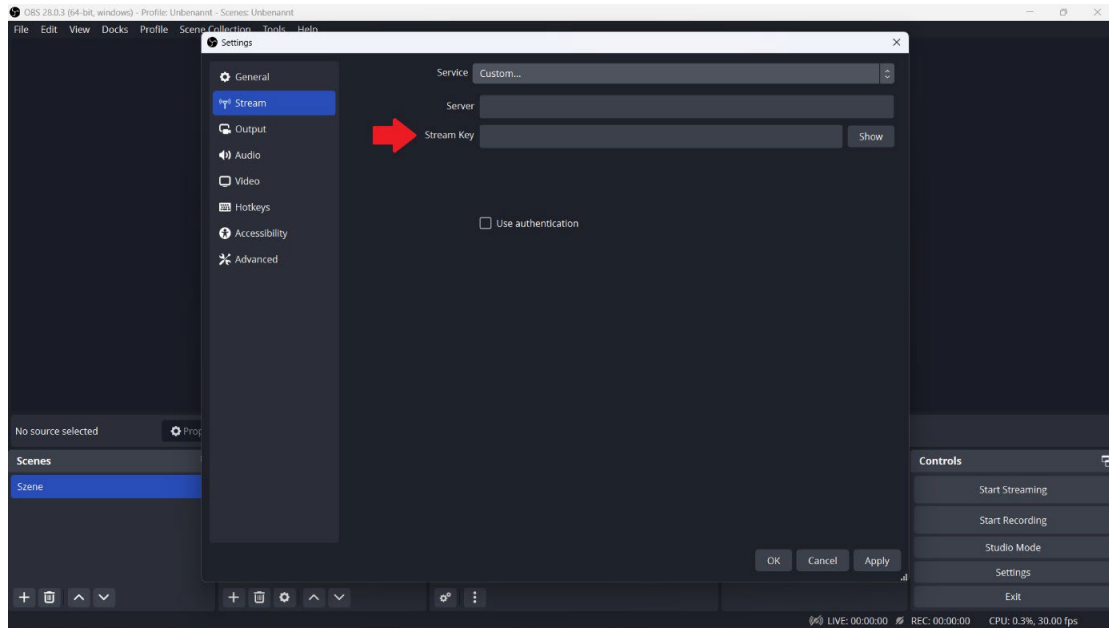 OBS 28.0.3 (64-bit, windows) - Profile: Unbenannt - Scenes: Unbenannt
File Edit View Docks Profile Scene Collection Tools Help
Settings
General
Stream
Output
Audio
Video
Hotkeys
Accessibility
Advanced
Service Custom...
Server
Stream Key Show
Use authentication
OK Cancel Apply
No source selected
Scenes
Szene
Controls
Start Streaming
Start Recording
Studio Mode
Settings
Exit
LIVE: 00:00:00 REC: 00:00:00 CPU: 0.3%, 30.00 fps